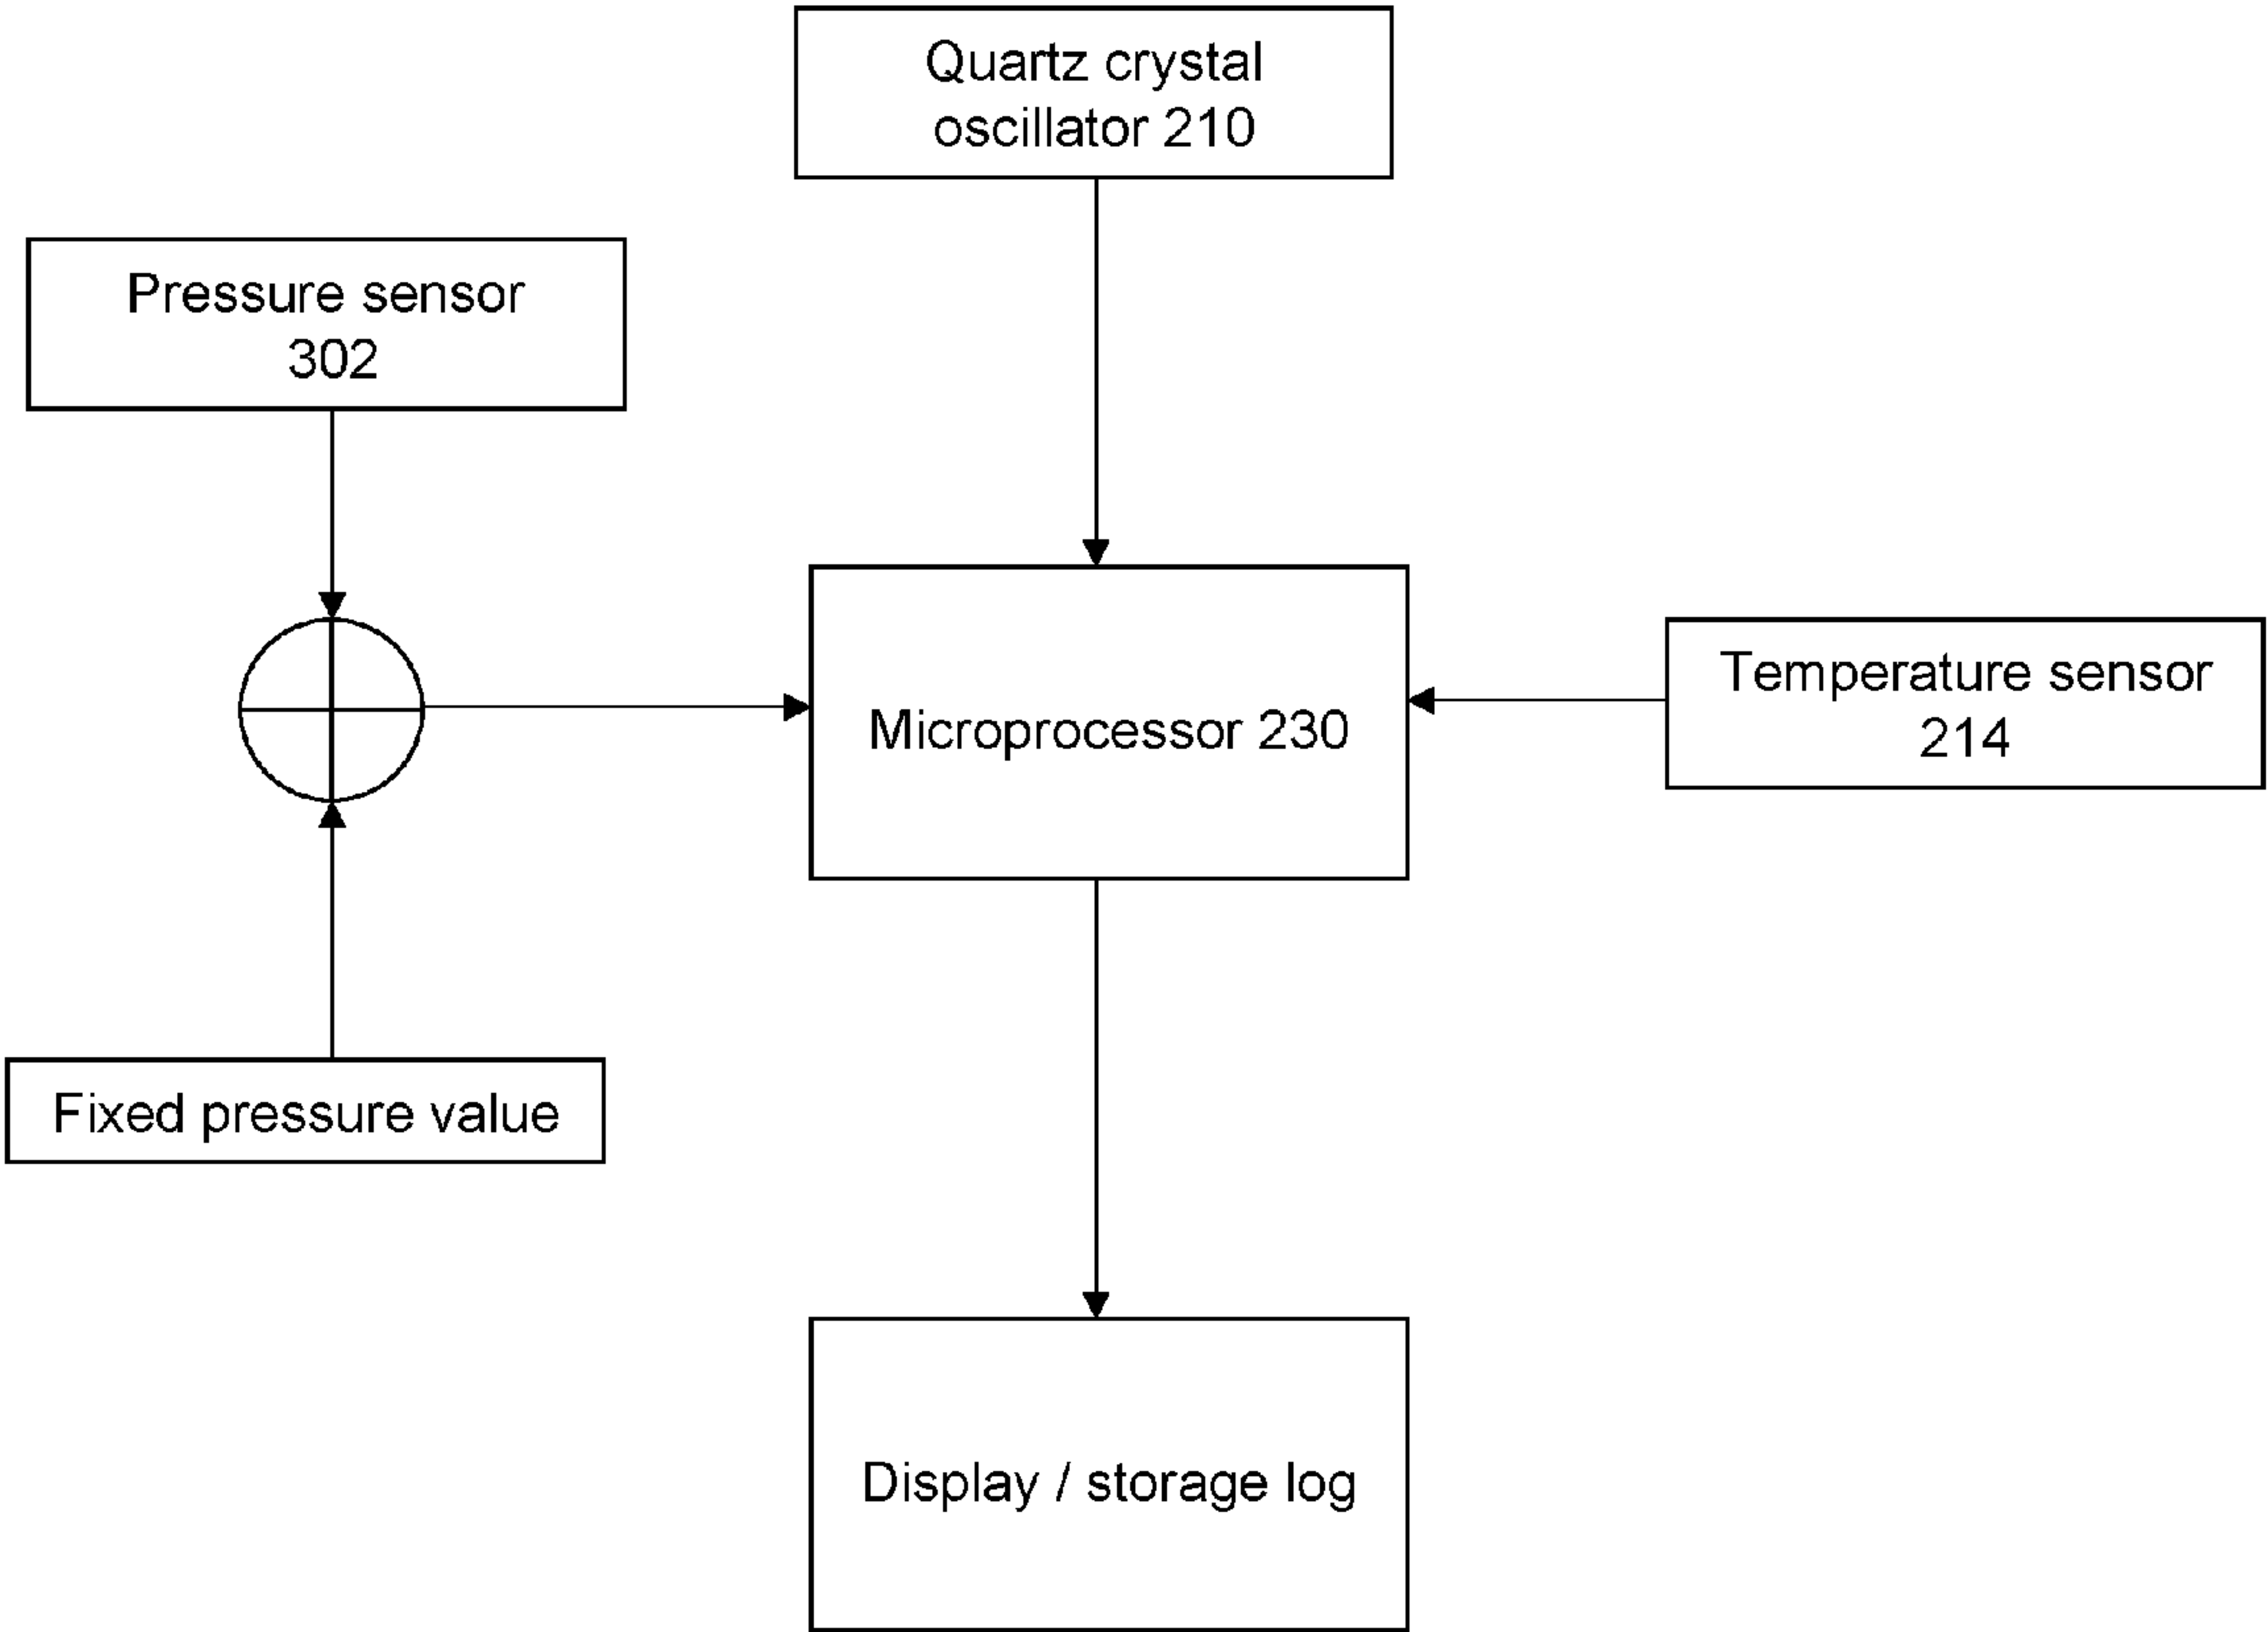 Quartz crystal
oscillator 210
Pressure sensor
302
Microprocessor 230
Temperature sensor
214
Fixed pressure value
Display / storage log